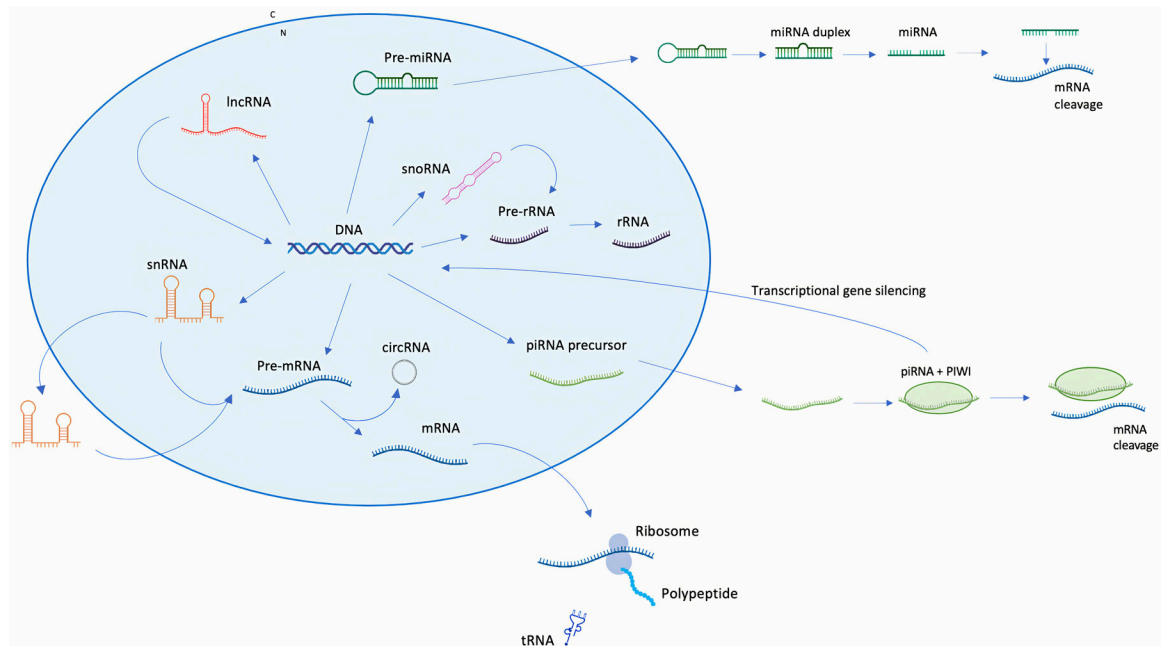 C
N
Pre-miRNA
miRNA duplex
miRNA
mRNA
cleavage
lncRNA
snoRNA
Pre-rRNA
rRNA
DNA
snRNA
Transcriptional gene silencing
Pre-mRNA
circRNA
piRNA precursor
piRNA + PIWI
mRNA
cleavage
mRNA
Ribosome
Polypeptide
tRNA